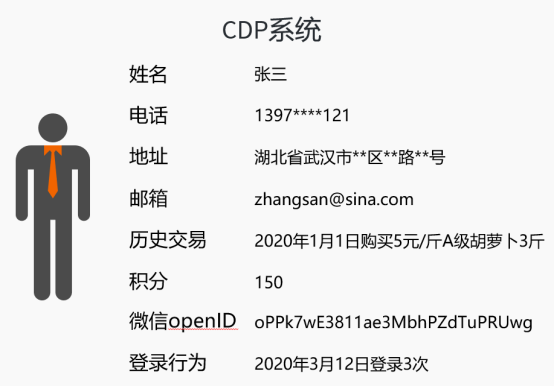 CDP系统
姓名 张三
电话 1397****121
地址 湖北省武汉市**区**路**号
邮箱 zhangsan@sina.com
历史交易 2020年1月1日购买5元/斤A级胡萝卜3斤
积分 150
微信openID oPPk7wE3811ae3MbhPZdTuPRUwg
登录行为 2020年3月12日登录3次